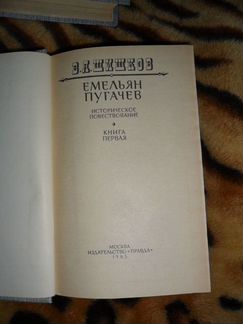 В.Я.ШИШКОВ
ЕМЕЛЬЯН
ПУГАЧЕВ
ИСТОРИЧЕСКОЕ
ПОВЕСТВОВАНИЕ
КНИГА
ПЕРВАЯ
МОСКВА
ИЗДАТЕЛЬСТВО «ПРАВДА»